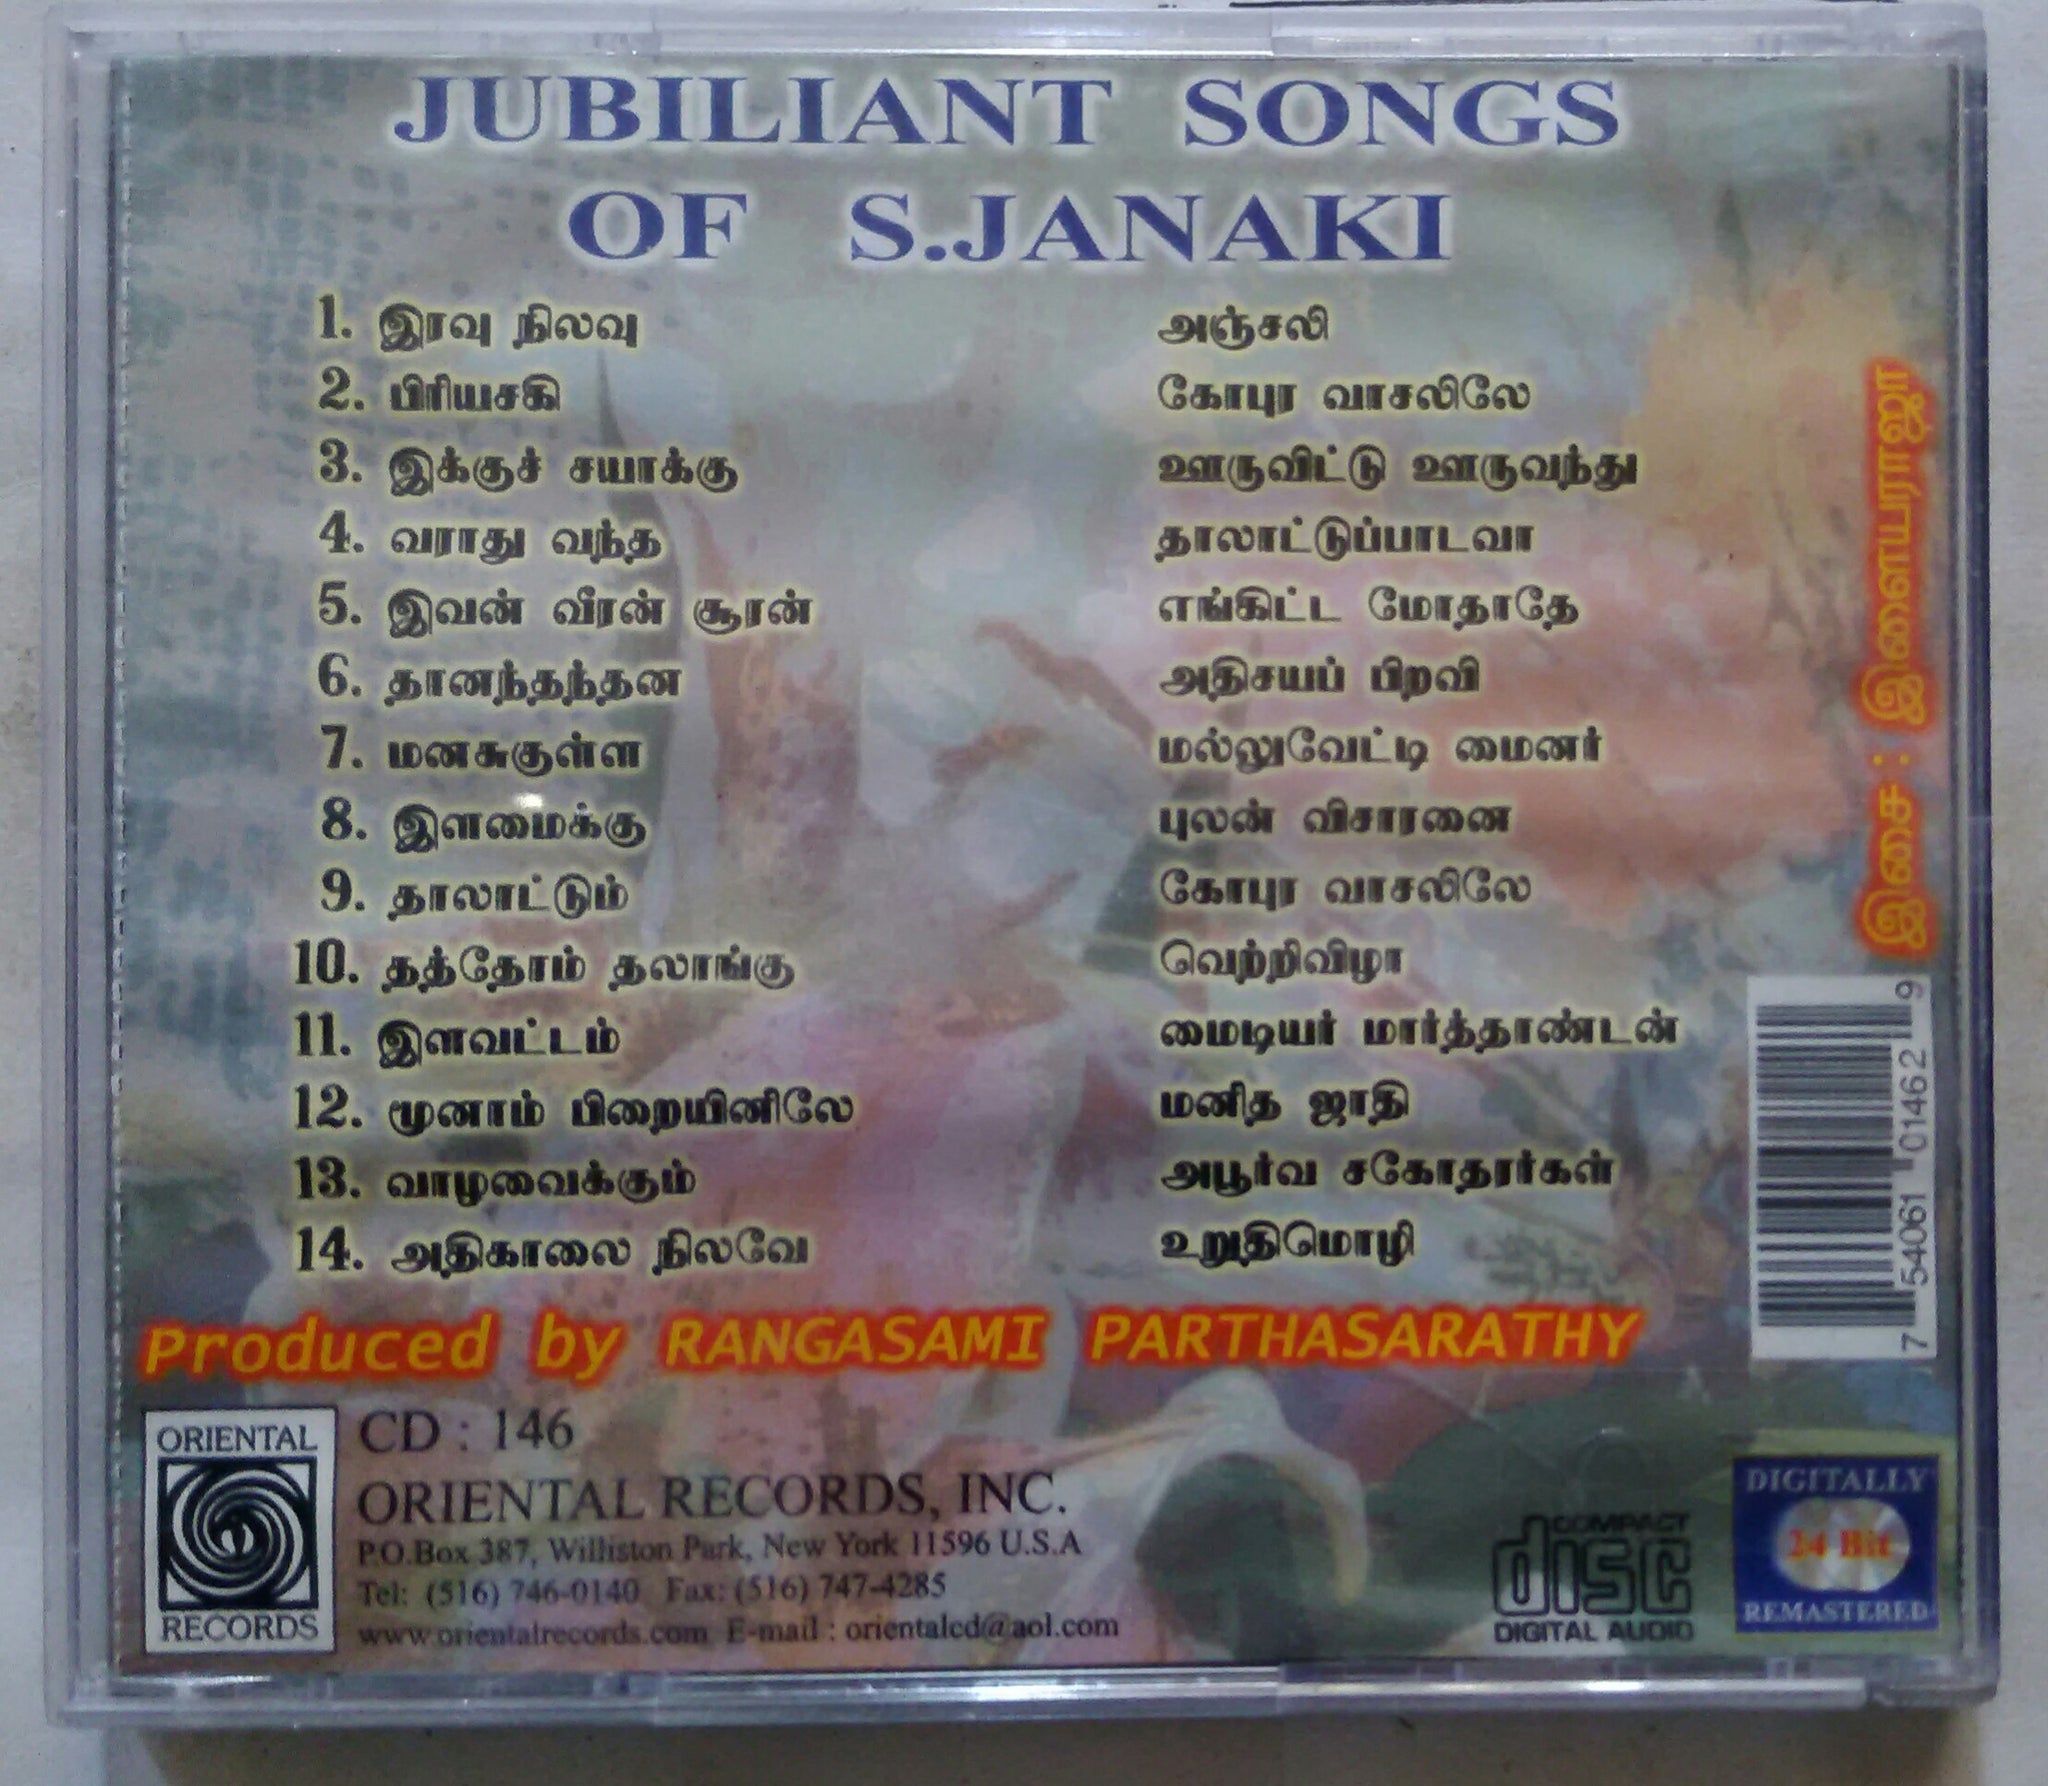 JUBILIANT SONGS
OF S.JANAKI
1. இரவு நிலவு அஞ்சலி
2. பிரியசகி கோபுர வாசலிலே
3. இக்குச் சயாக்கு ஊருவிட்டு ஊருவந்து
4. வராது வந்த தாலாட்டுப்பாடவா
5. இவன் வீரன் சூரன் எங்கிட்ட மோதாதே
6. தானந்தந்தன அதிசயப் பிறவி
7. மனசுகுள்ள மல்லுவேட்டி மைனர்
8. இளமைக்கு புலன் விசாரனை
9. தாலாட்டும் கோபுர வாசலிலே
10. தத்தோம் தலாங்கு வெற்றிவிழா
11. இளவட்டம் மைடியர் மார்த்தாண்டன்
12. மூனாம் பிறையினிலே மனித ஜாதி
13. வாழவைக்கும் அபூர்வ சகோதரர்கள்
14. அதிகாலை நிலவே உறுதிமொழி
இசை : இளையராஜா
7 54061 01462 9
Produced by RANGASAMI PARTHASARATHY
ORIENTAL
RECORDS
CD : 146
ORIENTAL RECORDS, INC.
P.O.Box 387, Williston Park, New York 11596 U.S.A
Tel: (516) 746-0140 Fax: (516) 747-4285
www.orientalrecords.com E-mail : orientalcd@aol.com
COMPACT
disc
DIGITAL AUDIO
DIGITALLY
24 Bit
REMASTERED